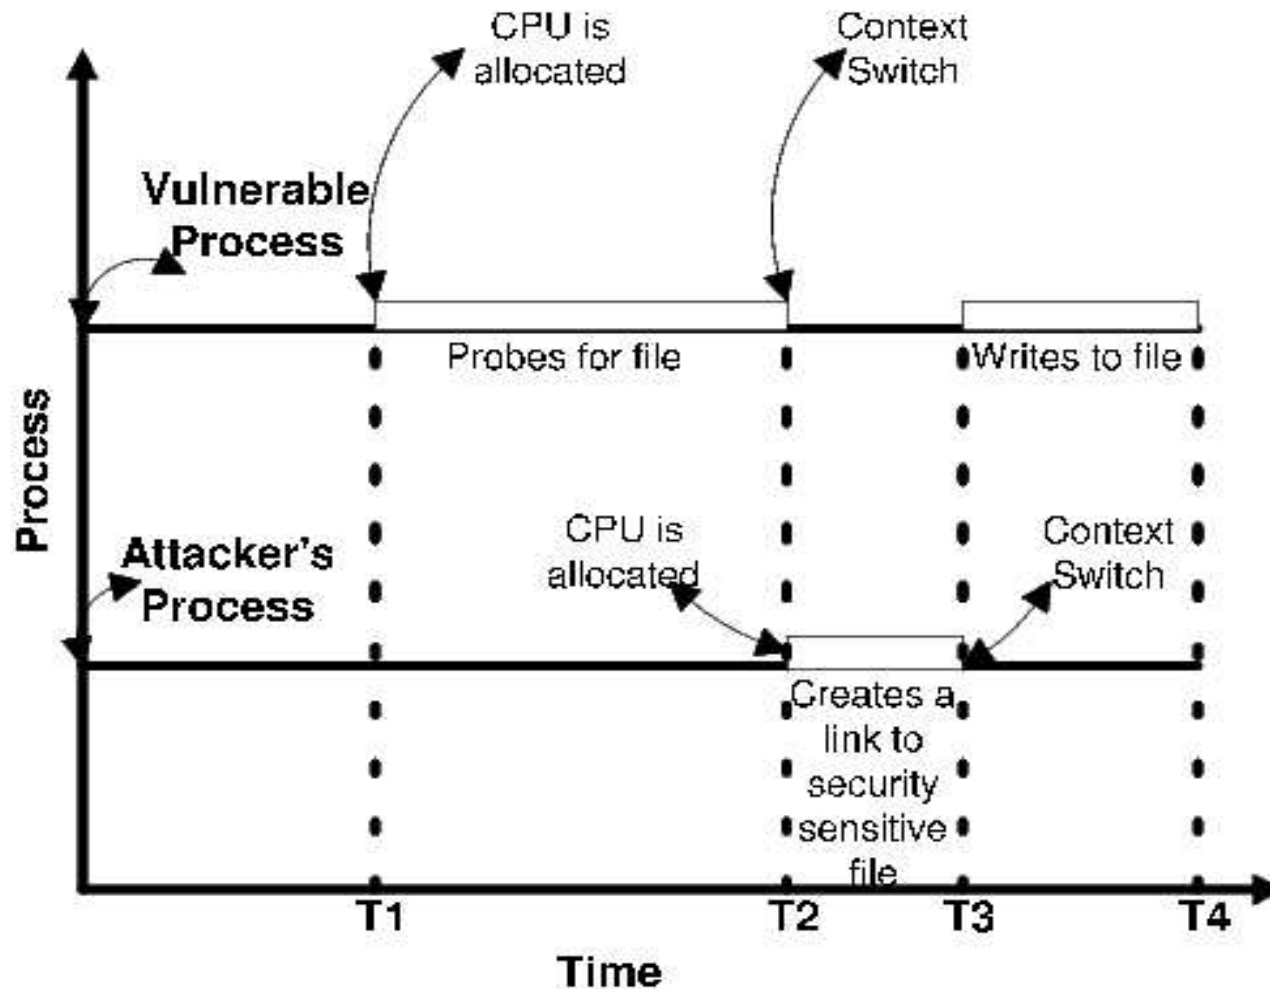 CPU is
allocated
Context
Switch
Vulnerable
Process
Probes for file
Writes to file
Process
Attacker's
Process
CPU is
allocated
Context
Switch
Creates a
link to
security
sensitive
file
T1
T2
T3
T4
Time